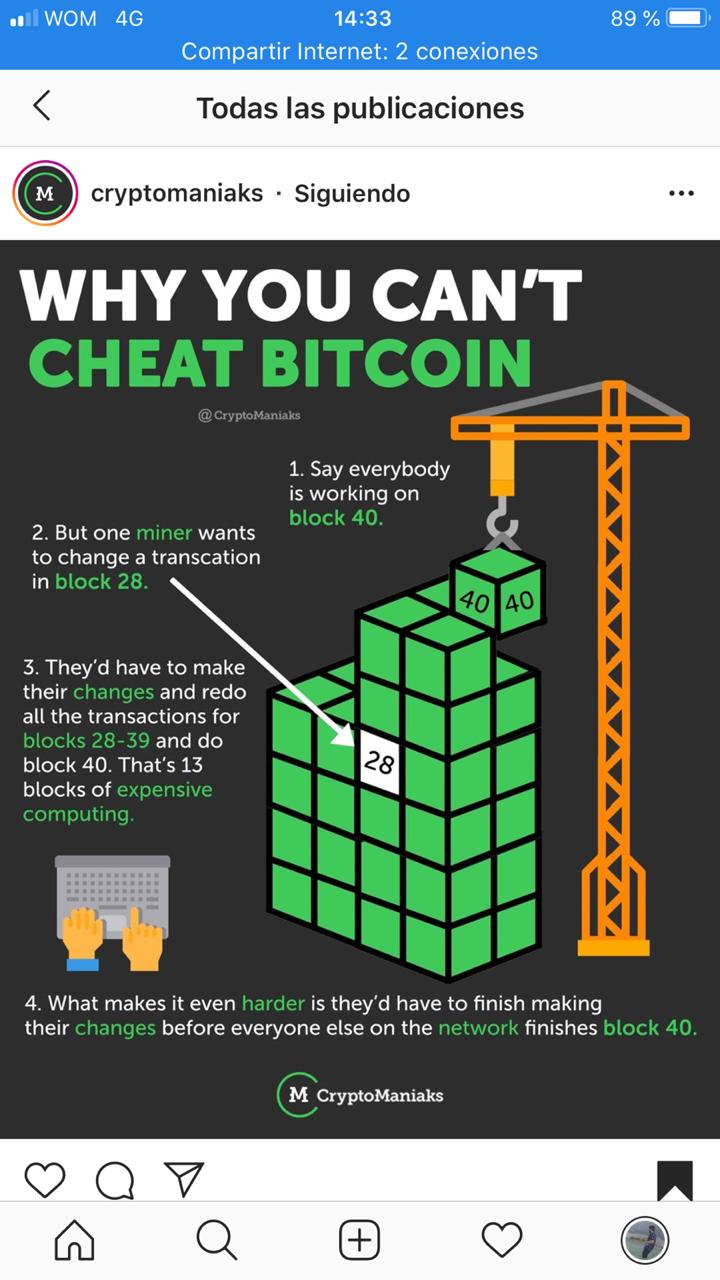 WOM 4G 14:33 89 %
Compartir Internet: 2 conexiones
Todas las publicaciones
M
cryptomaniaks · Siguiendo
WHY YOU CAN'T
CHEAT BITCOIN
@CryptoManiaks
1. Say everybody
is working on
block 40.
2. But one miner wants
to change a transcation
in block 28.
40 40
3. They'd have to make
their changes and redo
all the transactions for
blocks 28-39 and do
block 40. That's 13
blocks of expensive
computing.
28
4. What makes it even harder is they'd have to finish making
their changes before everyone else on the network finishes block 40.
M CryptoManiaks